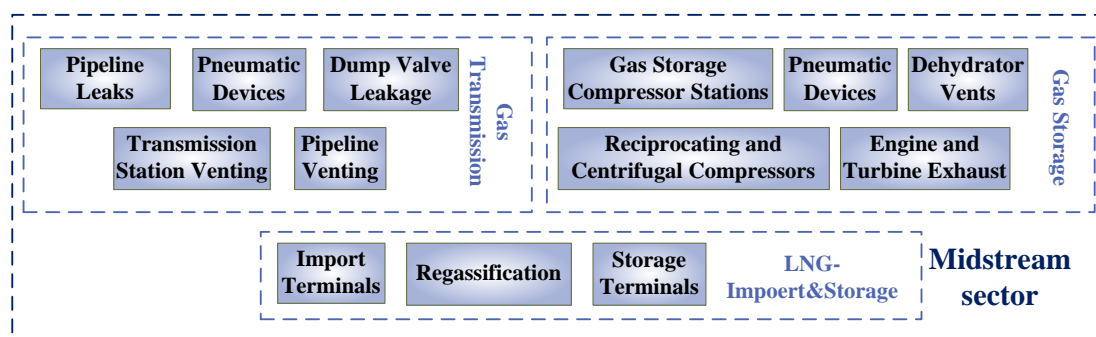 Pipeline
Leaks
Pneumatic
Devices
Dump Valve
Leakage
Transmission
Station Venting
Pipeline
Venting
Gas
Transmission
Gas Storage
Compressor Stations
Pneumatic
Devices
Dehydrator
Vents
Reciprocating and
Centrifugal Compressors
Engine and
Turbine Exhaust
Gas Storage
Import
Terminals
Regassification
Storage
Terminals
LNG-
Impoert&Storage
Midstream
sector